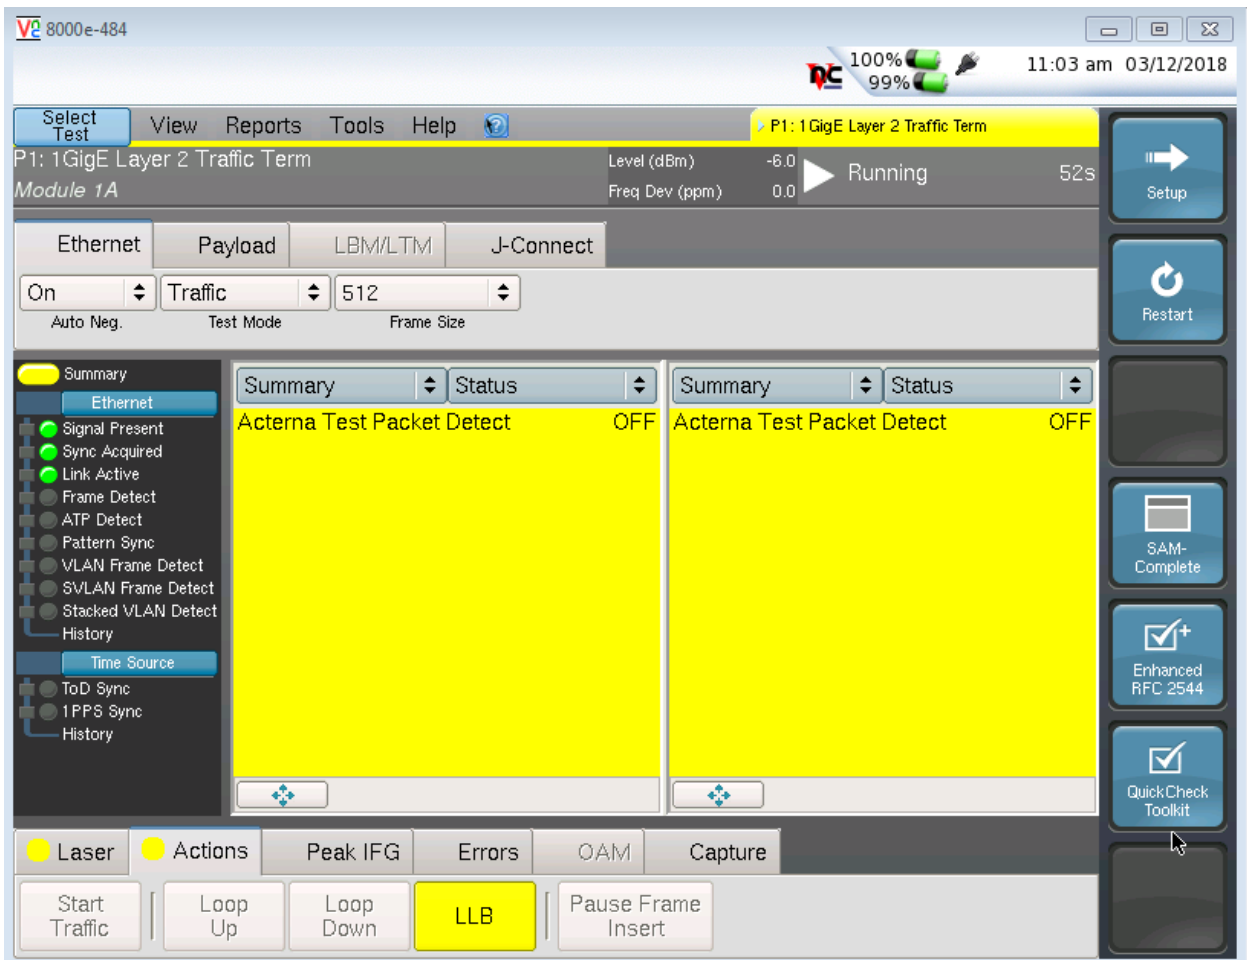 8000e-484
100%
99%
11:03 am 03/12/2018
Select Test View Reports Tools Help
P1: 1GigE Layer 2 Traffic Term
P1: 1GigE Layer 2 Traffic Term
Module 1A
Level (dBm) -6.0
Freq Dev (ppm) 0.0
Running 52s
Setup
Restart
SAM-
Complete
Enhanced
RFC 2544
QuickCheck
Toolkit
Ethernet Payload LBM/LTM J-Connect
On Traffic 512
Auto Neg. Test Mode Frame Size
Summary
Ethernet
Signal Present
Sync Acquired
Link Active
Frame Detect
ATP Detect
Pattern Sync
VLAN Frame Detect
SVLAN Frame Detect
Stacked VLAN Detect
History
Time Source
ToD Sync
1PPS Sync
History
Summary Status
Acterna Test Packet Detect OFF
Summary Status
Acterna Test Packet Detect OFF
Laser Actions Peak IFG Errors OAM Capture
Start
Traffic
Loop
Up
Loop
Down
LLB
Pause Frame
Insert